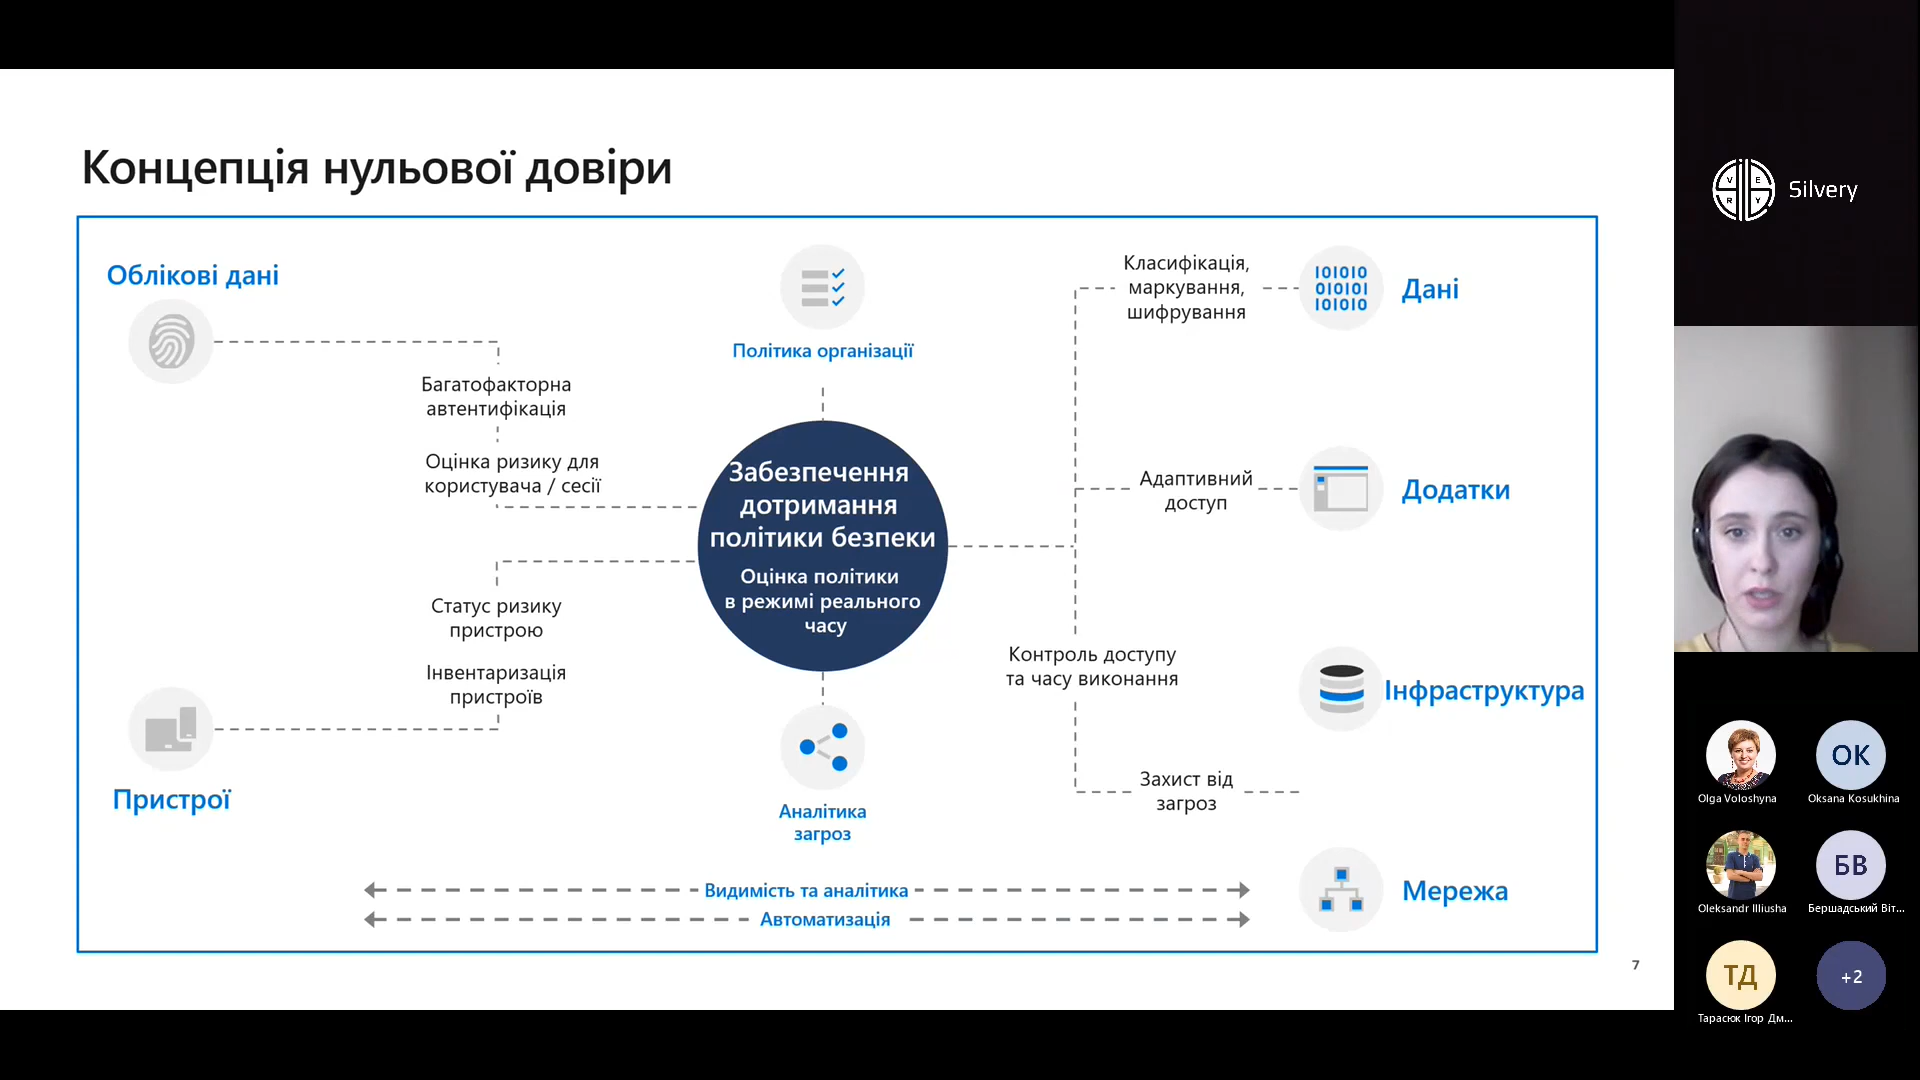 Концепція нульової довіри
Облікові дані
Багатофакторна
автентифікація
Оцінка ризику для
користувача / сесії
Статус ризику
пристрою
Інвентаризація
пристроїв
Пристрої
Політика організації
Забезпечення
дотримання
політики безпеки
Оцінка політики
в режимі реального
часу
Аналітика
загроз
Класифікація,
маркування,
шифрування
101010
010101
101010
Дані
Адаптивний
доступ
Додатки
Контроль доступу
та часу виконання
Інфраструктура
Захист від
загроз
Мережа
Видимість та аналітика
Автоматизація
7
V E
R Y
Silvery
Olga Voloshyna
OK
Oksana Kosukhina
Oleksandr Illiusha
БВ
Бершадський Віт...
ТД
Тарасюк Ігор Дм...
+2